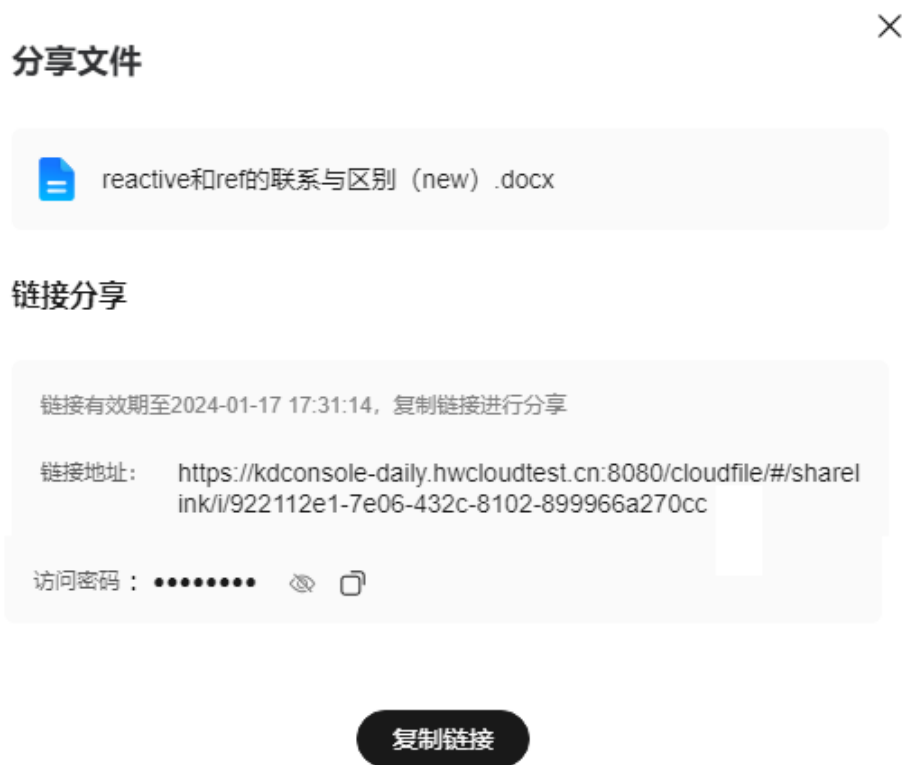 分享文件
reactive和ref的联系与区别（new）.docx
链接分享
链接有效期至2024-01-17 17:31:14，复制链接进行分享
链接地址： https://kdconsole-daily.hwcloudtest.cn:8080/cloudfile/#/sharel
ink/i/922112e1-7e06-432c-8102-899966a270cc
访问密码： ••••••••
复制链接